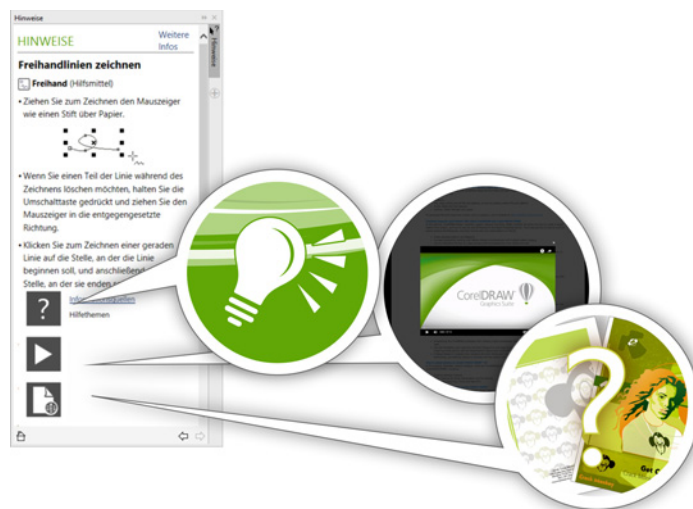 Hinweise
HINWEISE
Weitere
Infos
Hinweise
Freihandlinien zeichnen
Freihand (Hilfsmittel)
• Ziehen Sie zum Zeichnen den Mauszeiger
wie einen Stift über Papier.
• Wenn Sie einen Teil der Linie während des
Zeichnens löschen möchten, halten Sie die
Umschalttaste gedrückt und ziehen Sie den
Mauszeiger in die entgegengesetzte
Richtung.
• Klicken Sie zum Zeichnen einer geraden
Linie auf die Stelle, an der die Linie
beginnen soll, und anschließend
Stelle, an der sie enden
?
Hilfethemen
CorelDRAW
Graphics Suite
?
Get